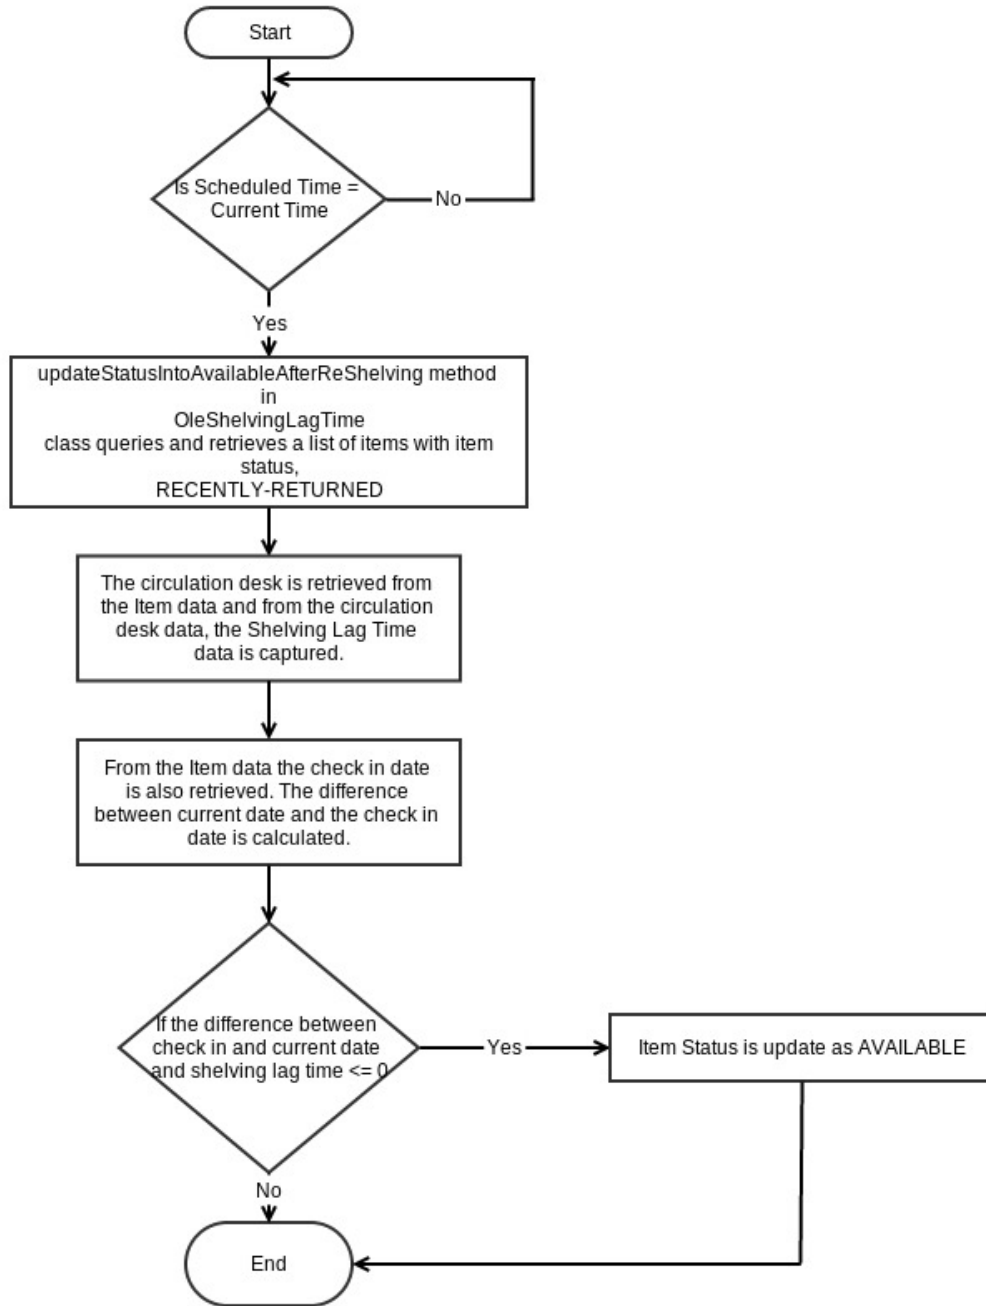 Start
Is Scheduled Time =
Current Time
No
Yes
updateStatusIntoAvailableAfterReShelving method
in
OleShelvingLagTime
class queries and retrieves a list of items with item
status,
RECENTLY-RETURNED
The circulation desk is retrieved from
the Item data and from the circulation
desk data, the Shelving Lag Time
data is captured.
From the Item data the check in date
is also retrieved. The difference
between current date and the check in
date is calculated.
If the difference between
check in and current date
and shelving lag time <= 0
Yes
Item Status is update as AVAILABLE
No
End